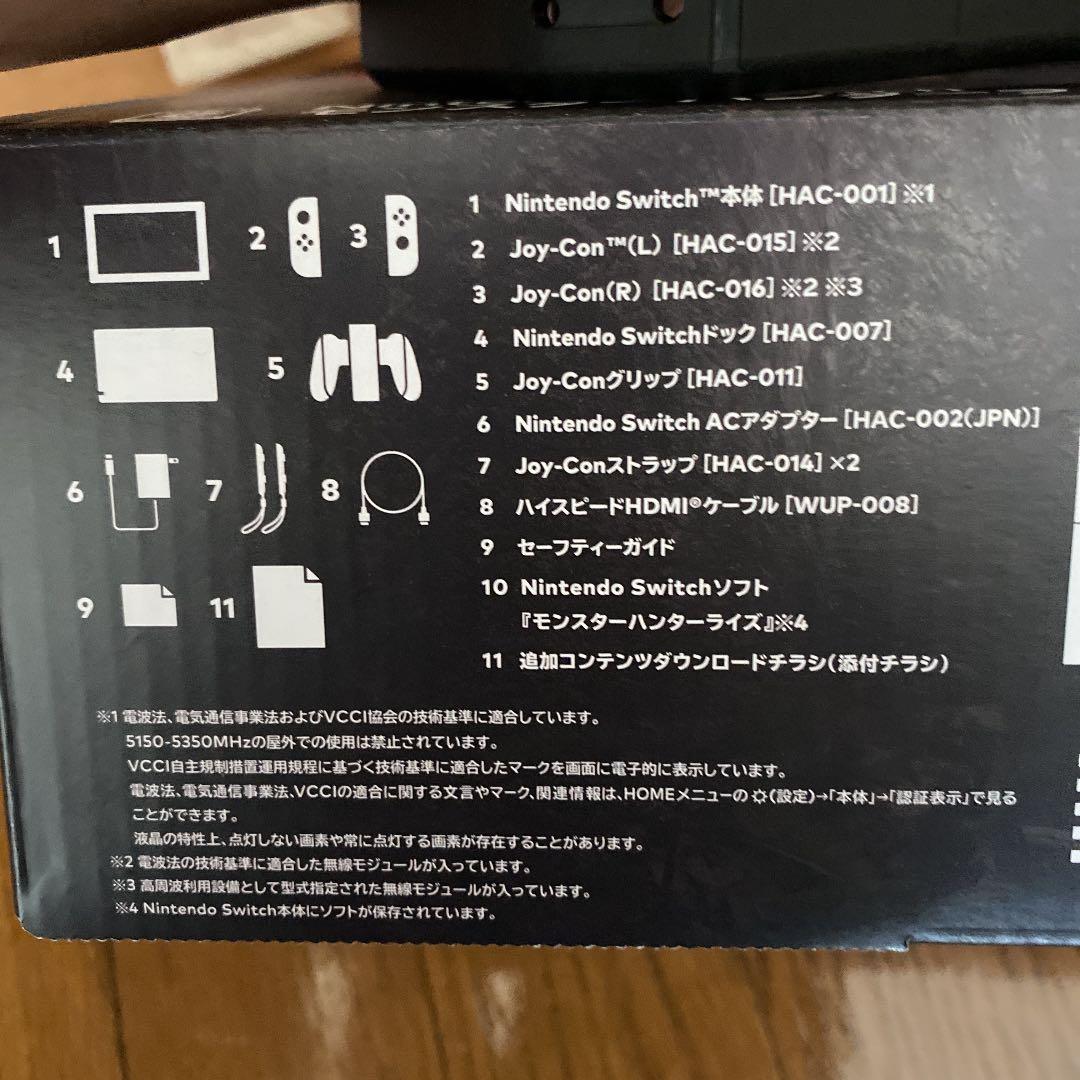 1
2
3
4
5
6
7
8
9
11
1 Nintendo Switch™本体 [HAC-001] ※1
2 Joy-Con™(L) [HAC-015] ※2
3 Joy-Con(R) [HAC-016] ※2 ※3
4 Nintendo Switchドック [HAC-007]
5 Joy-Conグリップ [HAC-011]
6 Nintendo Switch ACアダプター [HAC-002(JPN)]
7 Joy-Conストラップ [HAC-014] ×2
8 ハイスピードHDMI®ケーブル [WUP-008]
9 セーフティーガイド
10 Nintendo Switchソフト
『モンスターハンターライズ』※4
11 追加コンテンツダウンロードチラシ(添付チラシ)
※1 電波法、電気通信事業法およびVCCI協会の技術基準に適合しています。
5150-5350MHzの屋外での使用は禁止されています。
VCCI自主規制措置運用規程に基づく技術基準に適合したマークを画面に電子的に表示しています。
電波法、電気通信事業法、VCCIの適合に関する文言やマーク、関連情報は、HOMEメニューの(設定)→「本体」→「認証表示」で見る
ことができます。
液晶の特性上、点灯しない画素や常に点灯する画素が存在することがあります。
※2 電波法の技術基準に適合した無線モジュールが入っています。
※3 高周波利用設備として型式指定された無線モジュールが入っています。
※4 Nintendo Switch本体にソフトが保存されています。